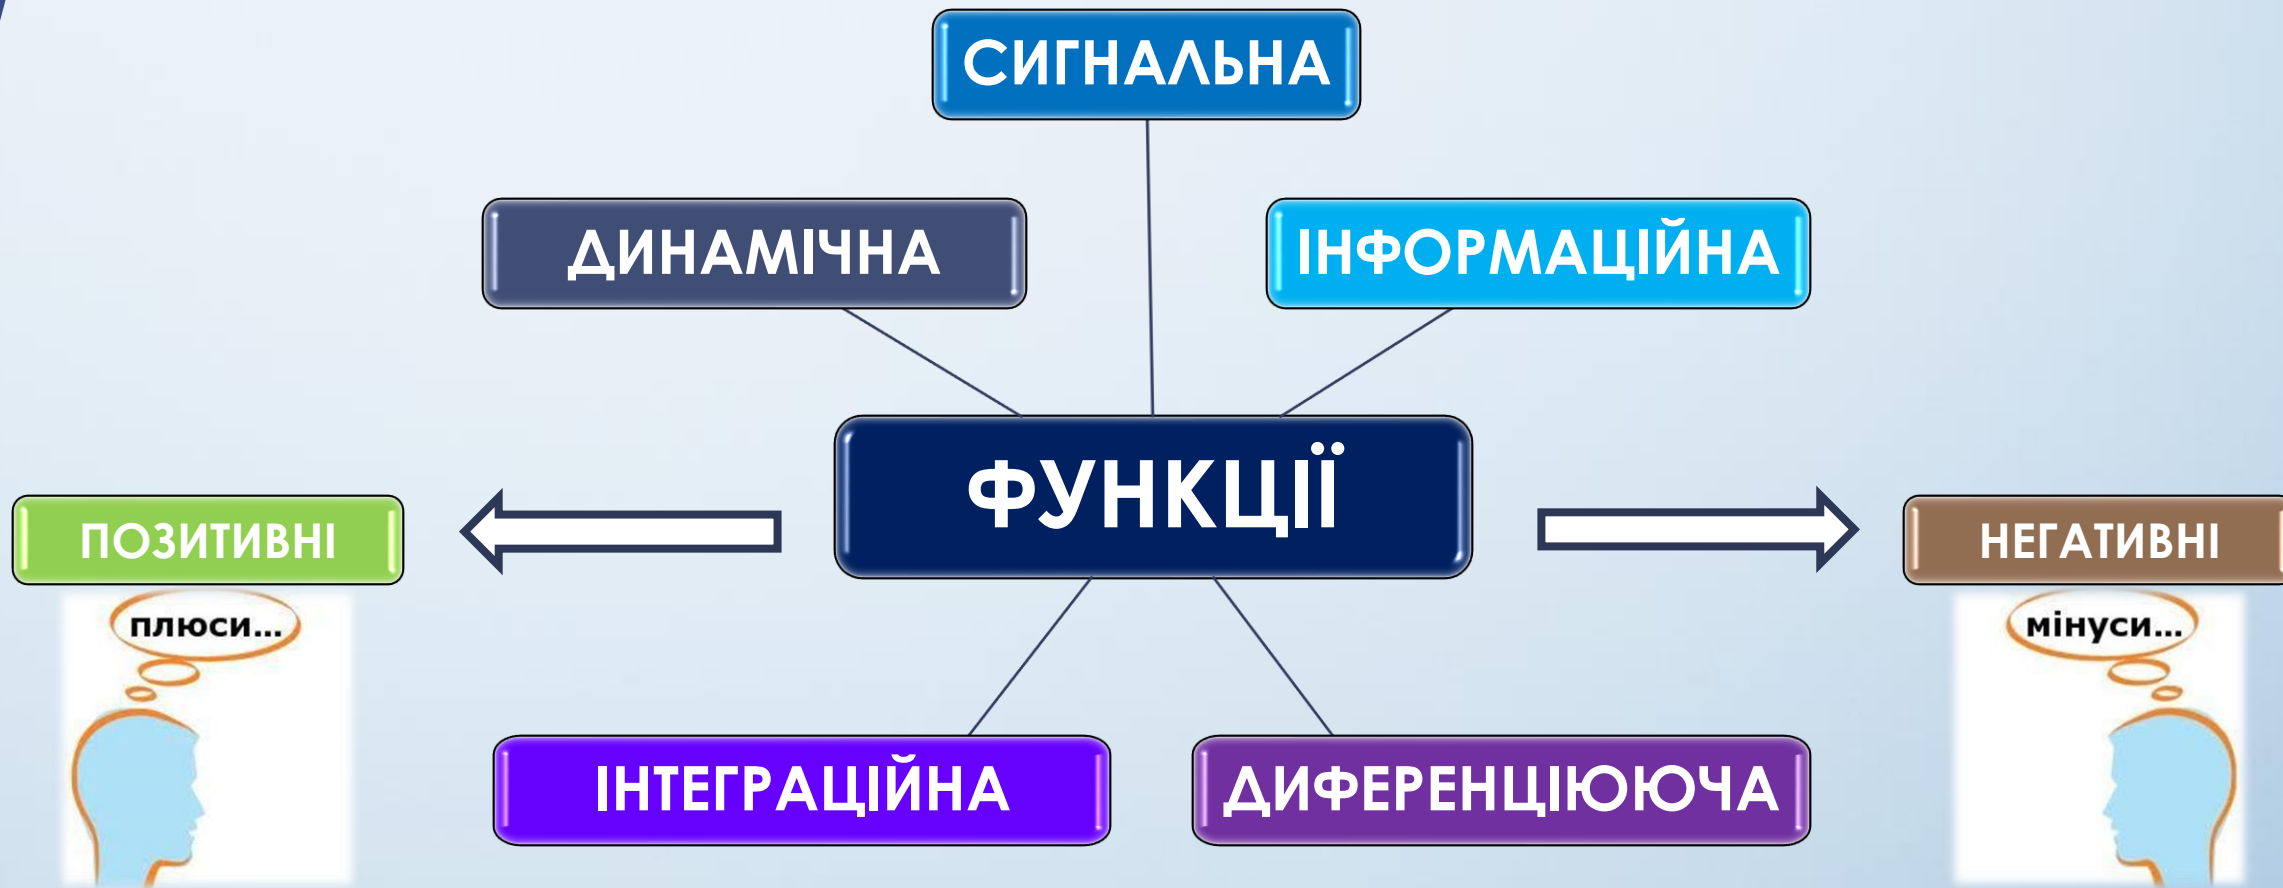 СИГНАЛЬНА
ДИНАМІЧНА
ІНФОРМАЦІЙНА
ФУНКЦІЇ
ПОЗИТИВНІ
НЕГАТИВНІ
плюси...
мінуси...
ІНТЕГРАЦІЙНА
ДИФЕРЕНЦІЮЮЧА